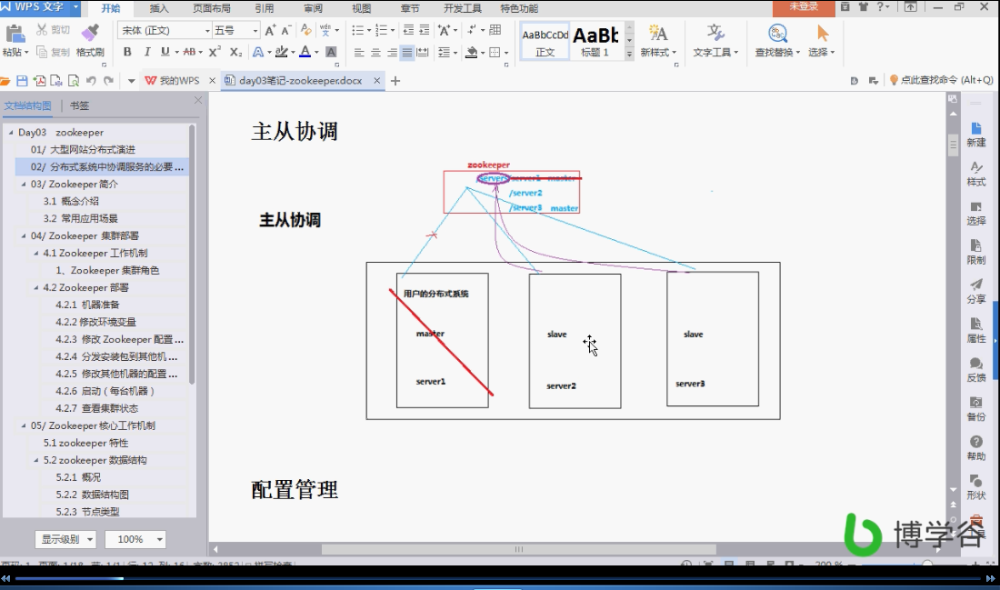 WPS 文字 开始 插入 页面布局 引用 审阅 视图 章节 开发工具 特色功能 未登录
粘贴 剪切 复制 格式刷 宋体 (正文) 五号 AaBbCcDd 正文 AaBb 标题 1 新样式 文字工具 查找替换 选择
我的WPS day03笔记-zookeeper.docx 点此查找命令 (Alt+Q)
文档结构图 书签
Day03 zookeeper
01/ 大型网站分布式演进
02/ 分布式系统中协调服务的必要 ...
03/ Zookeeper 简介
3.1 概念介绍
3.2 常用应用场景
04/ Zookeeper 集群部署
4.1 Zookeeper 工作机制
1、Zookeeper 集群角色
4.2 Zookeeper 部署
4.2.1 机器准备
4.2.2 修改环境变量
4.2.3 修改 Zookeeper 配置 ...
4.2.4 分发安装包到其他机 ...
4.2.5 修改其他机器的配置 ...
4.2.6 启动（每台机器）
4.2.7 查看集群状态
05/ Zookeeper 核心工作机制
5.1 zookeeper 特性
5.2 zookeeper 数据结构
5.2.1 概况
5.2.2 数据结构图
5.2.3 节点类型
显示级别 100%
主从协调
zookeeper
/servers/server1 master
/server2
/server3 master
主从协调
用户的分布式系统
master
server1
slave
server2
slave
server3
配置管理
新建
样式
选择
限制
分享
属性
反馈
备份
帮助
形状
博学谷
200 %